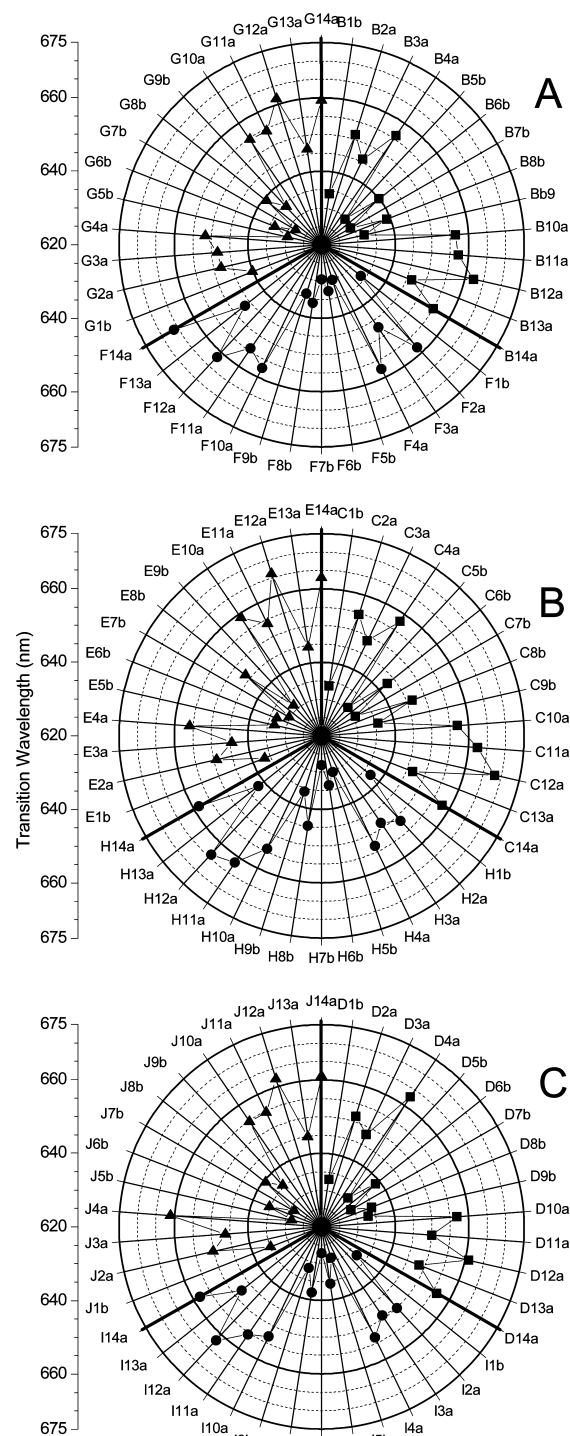 A
675
660
640
620
640
660
675
G14a
B1b
B2a
B3a
B4a
B5b
B6b
B7b
B8b
Bb9
B10a
B11a
B12a
B13a
B14a
F1b
F2a
F3a
F4a
F5b
F6b
F7b
F8b
F9b
F10a
F11a
F12a
F13a
F14a
G1b
G2a
G3a
G4a
G5b
G6b
G7b
G8b
G9b
G10a
G11a
G12a
G13a
Transition Wavelength (nm)
B
675
660
640
620
640
660
675
E14a
C1b
C2a
C3a
C4a
C5b
C6b
C7b
C8b
C9b
C10a
C11a
C12a
C13a
C14a
H1b
H2a
H3a
H4a
H5b
H6b
H7b
H8b
H9b
H10a
H11a
H12a
H13a
H14a
E1b
E2a
E3a
E4a
E5b
E6b
E7b
E8b
E9b
E10a
E11a
E12a
E13a
C
675
660
640
620
640
660
675
J14a
D1b
D2a
D3a
D4a
D5b
D6b
D7b
D8b
D9b
D10a
D11a
D12a
D13a
D14a
I1b
I2a
I3a
I4a
I10a
I11a
I12a
I13a
I14a
J1b
J2a
J3a
J4a
J5b
J6b
J7b
J8b
J9b
J10a
J11a
J12a
J13a